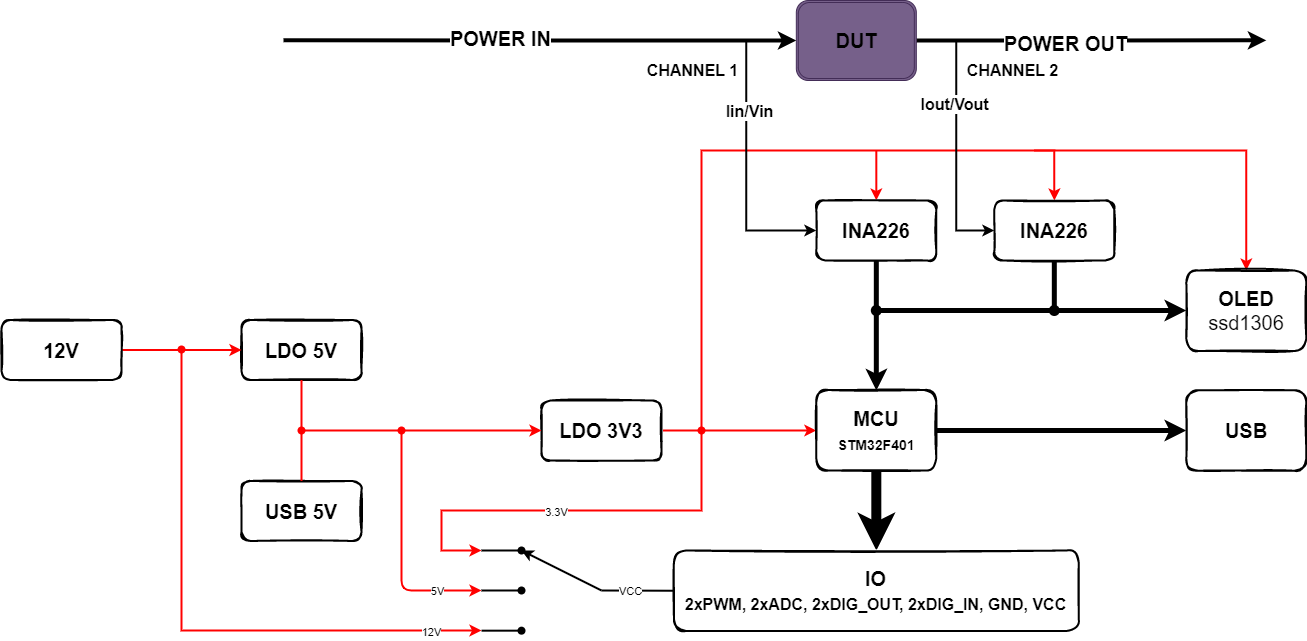 POWER IN
DUT
POWER OUT
CHANNEL 1
CHANNEL 2
Iin/Vin
Iout/Vout
INA226
INA226
OLED
ssd1306
12V
LDO 5V
LDO 3V3
MCU
STM32F401
USB
USB 5V
3.3V
5V
VCC
12V
IO
2xPWM, 2xADC, 2xDIG_OUT, 2xDIG_IN, GND, VCC